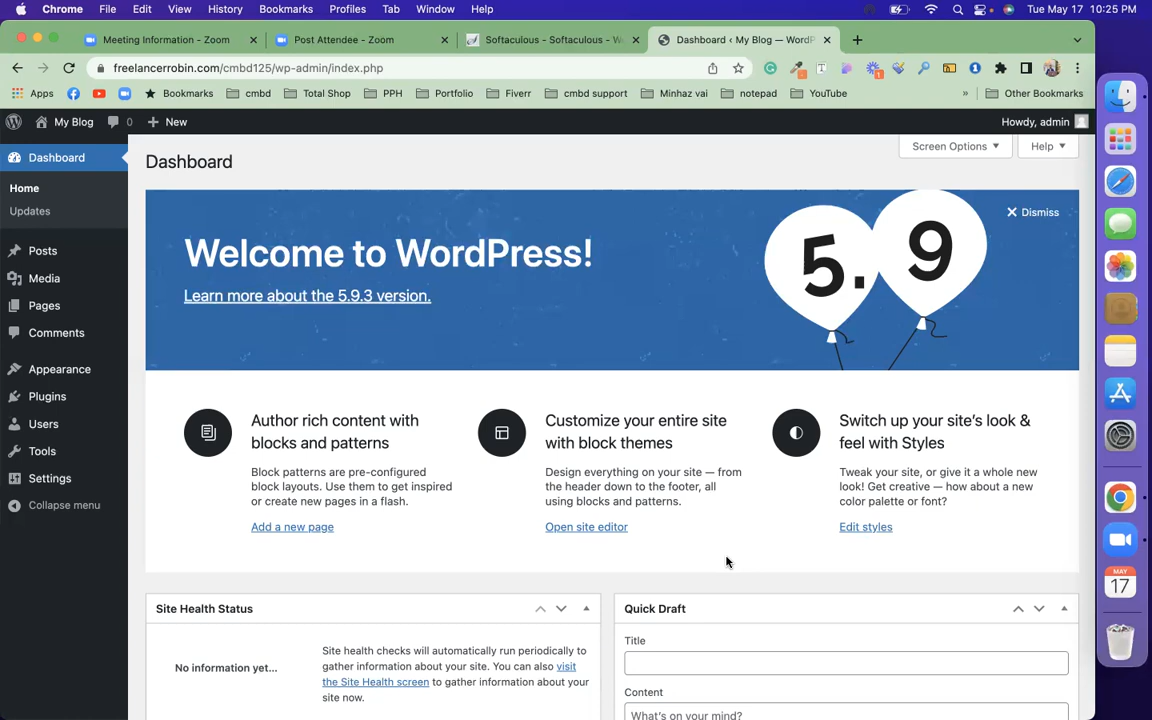 Chrome File Edit View History Bookmarks Profiles Tab Window Help Tue May 17 10:25 PM
Meeting Information - Zoom Post Attendee - Zoom Softaculous - Softaculous - W Dashboard ‹ My Blog — WordP
freelancerrobin.com/cmbd125/wp-admin/index.php
Apps Bookmarks cmbd Total Shop PPH Portfolio Fiverr cmbd support Minhaz vai notepad YouTube » Other Bookmarks
My Blog 0 New Howdy, admin
Dashboard
Home
Updates
Posts
Media
Pages
Comments
Appearance
Plugins
Users
Tools
Settings
Collapse menu
Screen Options Help
Dashboard
Dismiss
Welcome to WordPress!
Learn more about the 5.9.3 version.
5.9
Author rich content with
blocks and patterns
Block patterns are pre-configured
block layouts. Use them to get inspired
or create new pages in a flash.
Add a new page
Customize your entire site
with block themes
Design everything on your site — from
the header down to the footer, all
using blocks and patterns.
Open site editor
Switch up your site's look &
feel with Styles
Tweak your site, or give it a whole new
look! Get creative — how about a new
color palette or font?
Edit styles
Site Health Status
No information yet...
Site health checks will automatically run periodically to
gather information about your site. You can also visit
the Site Health screen to gather information about your
site now.
Quick Draft
Title
Content
What's on your mind?
MAY
17